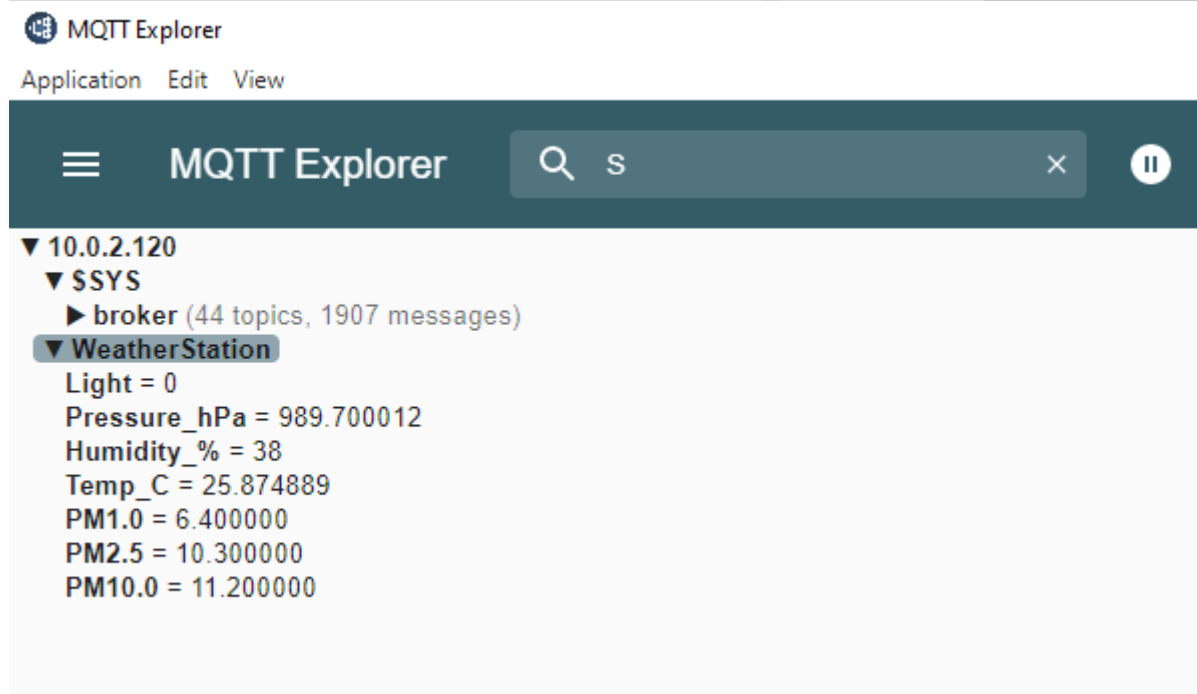 MQTT Explorer
Application Edit View
MQTT Explorer S
▼ 10.0.2.120
▼ $SYS
▶ broker (44 topics, 1907 messages)
▼ WeatherStation
Light = 0
Pressure_hPa = 989.700012
Humidity_% = 38
Temp_C = 25.874889
PM1.0 = 6.400000
PM2.5 = 10.300000
PM10.0 = 11.200000